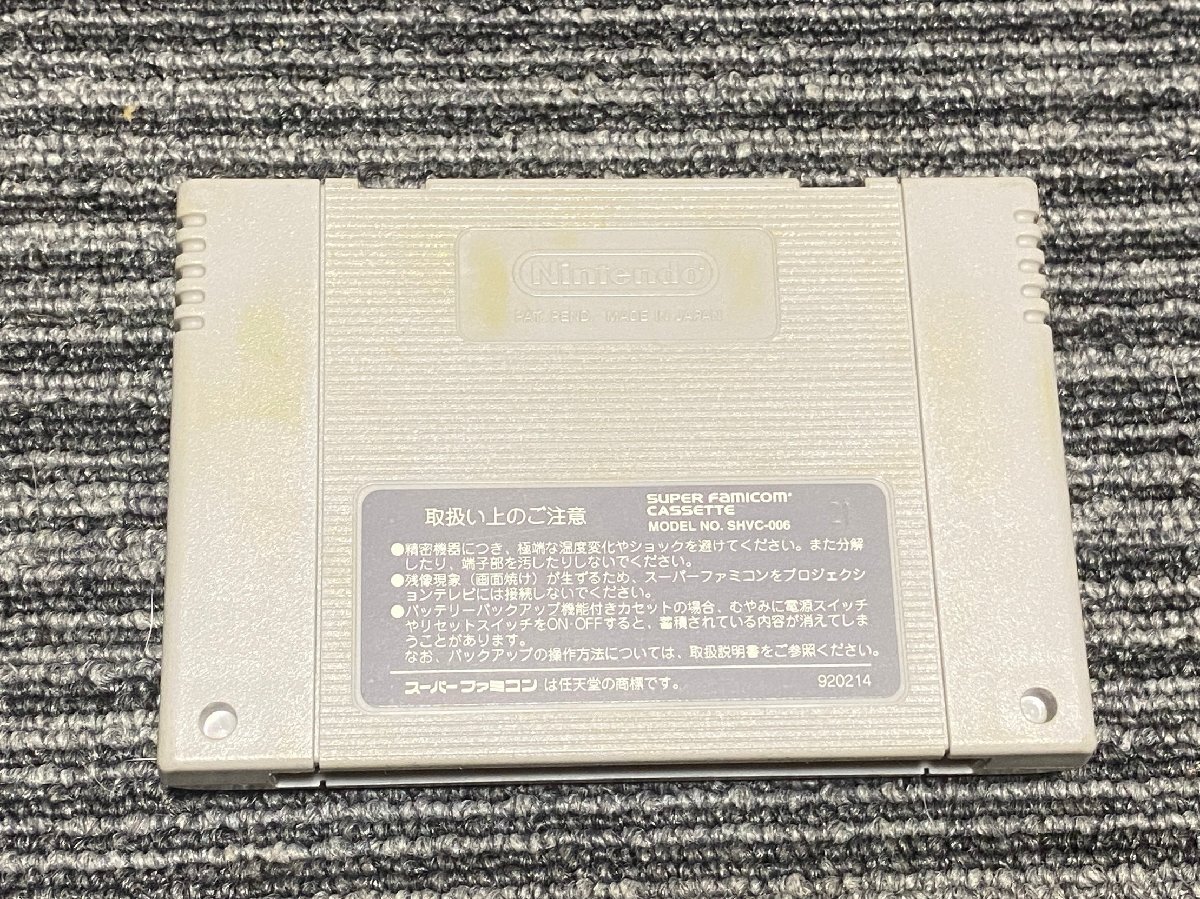 Nintendo
PAT. PEND. MADE IN JAPAN
取扱い上のご注意
SUPER FAMICOM
CASSETTE
MODEL NO. SHVC-006
●精密機器につき、極端な温度変化やショックを避けてください。また分解
したり、端子部を汚したりしないでください。
●残像現象（画面焼け）が生ずるため、スーパーファミコンをプロジェクシ
ョンテレビには接続しないでください。
●バッテリーバックアップ機能付きカセットの場合、むやみに電源スイッチ
やリセットスイッチをON・OFFすると、蓄積されている内容が消えてしま
うことがあります。
なお、バックアップの操作方法については、取扱説明書をご参照ください。
スーパーファミコンは任天堂の商標です。
920214